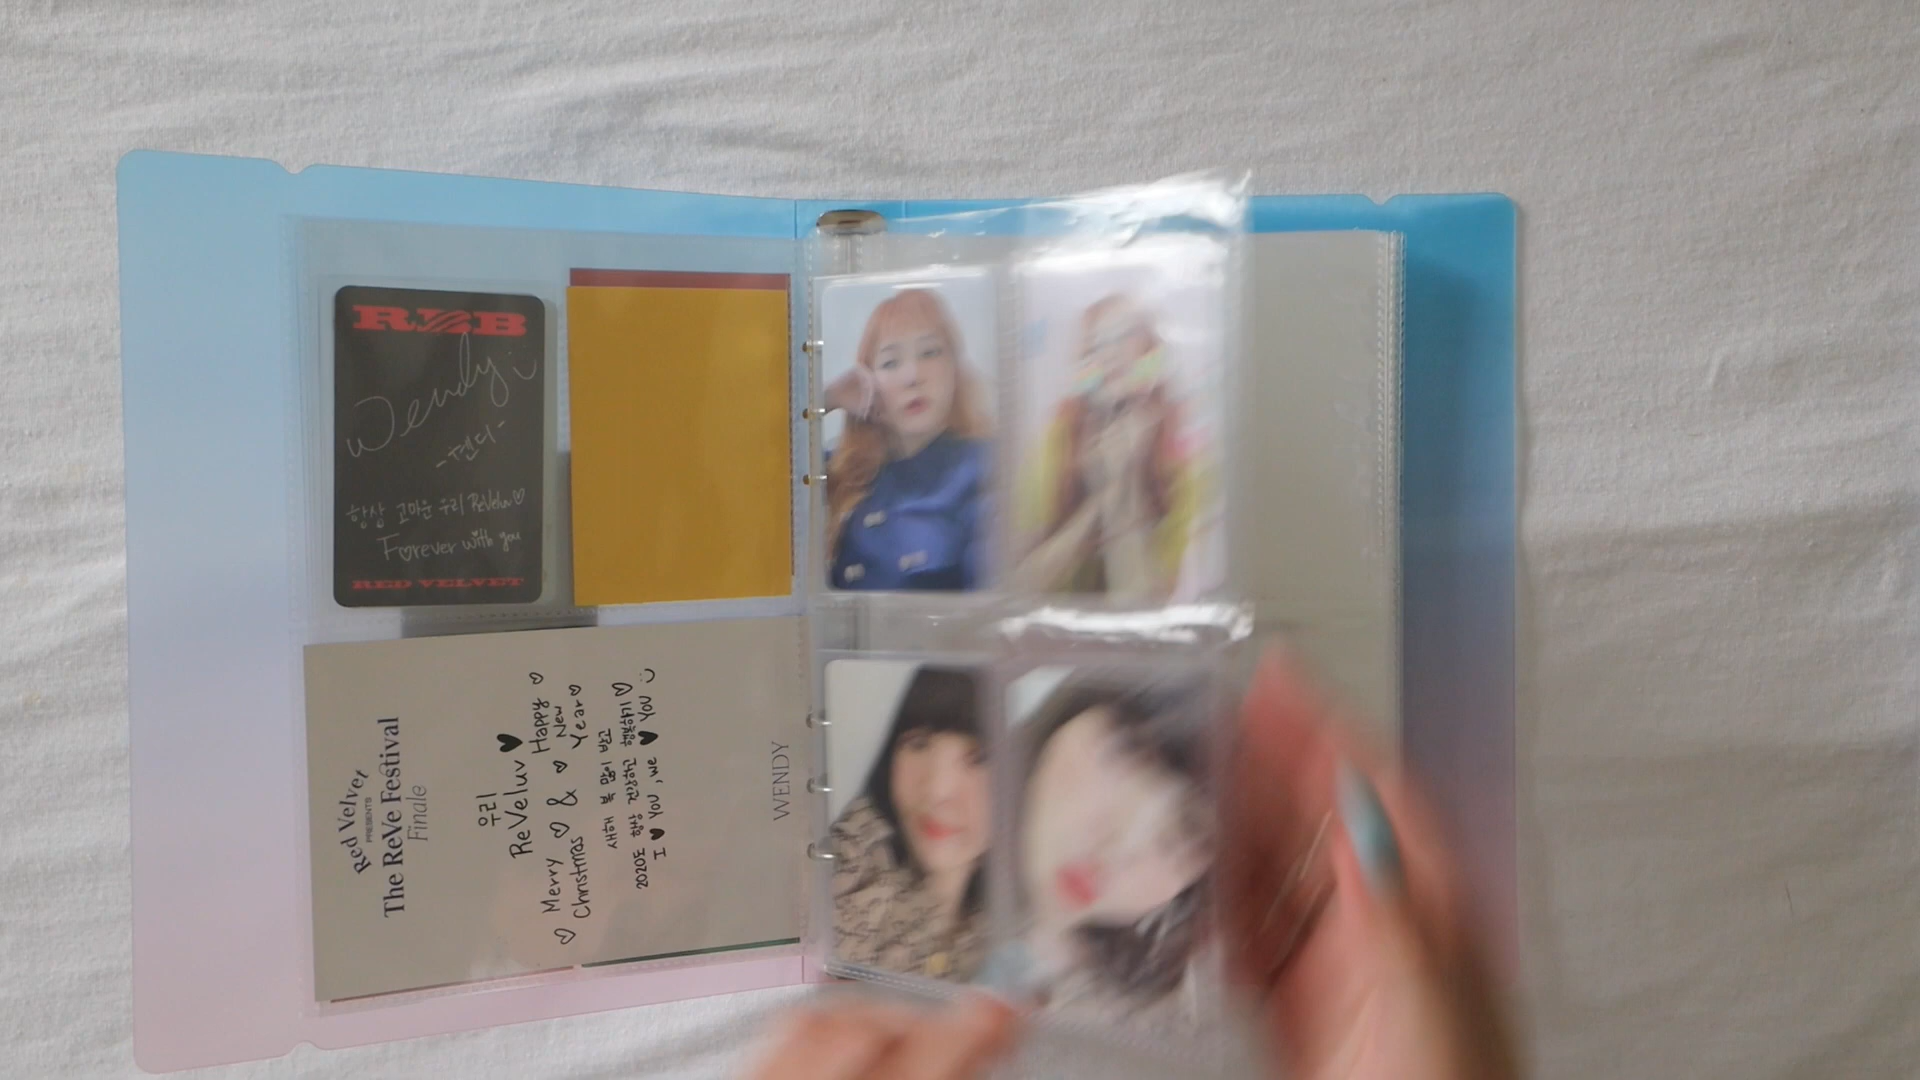 RBB
Wendy
-웬디-
항상 고마운 우리 ReVeluv♡
Forever with you
RED VELVET
Red Velvet
PRESENTS
The ReVe Festival
Finale
우리
ReVeluv ♥
♡ Merry ♡ & ♡ Happy ♡
Christmas New Year♡
새해 복 많이 받고
2020도 항상 건강하고 행복하기♡
I ♥ You, we ♥ You
WENDY